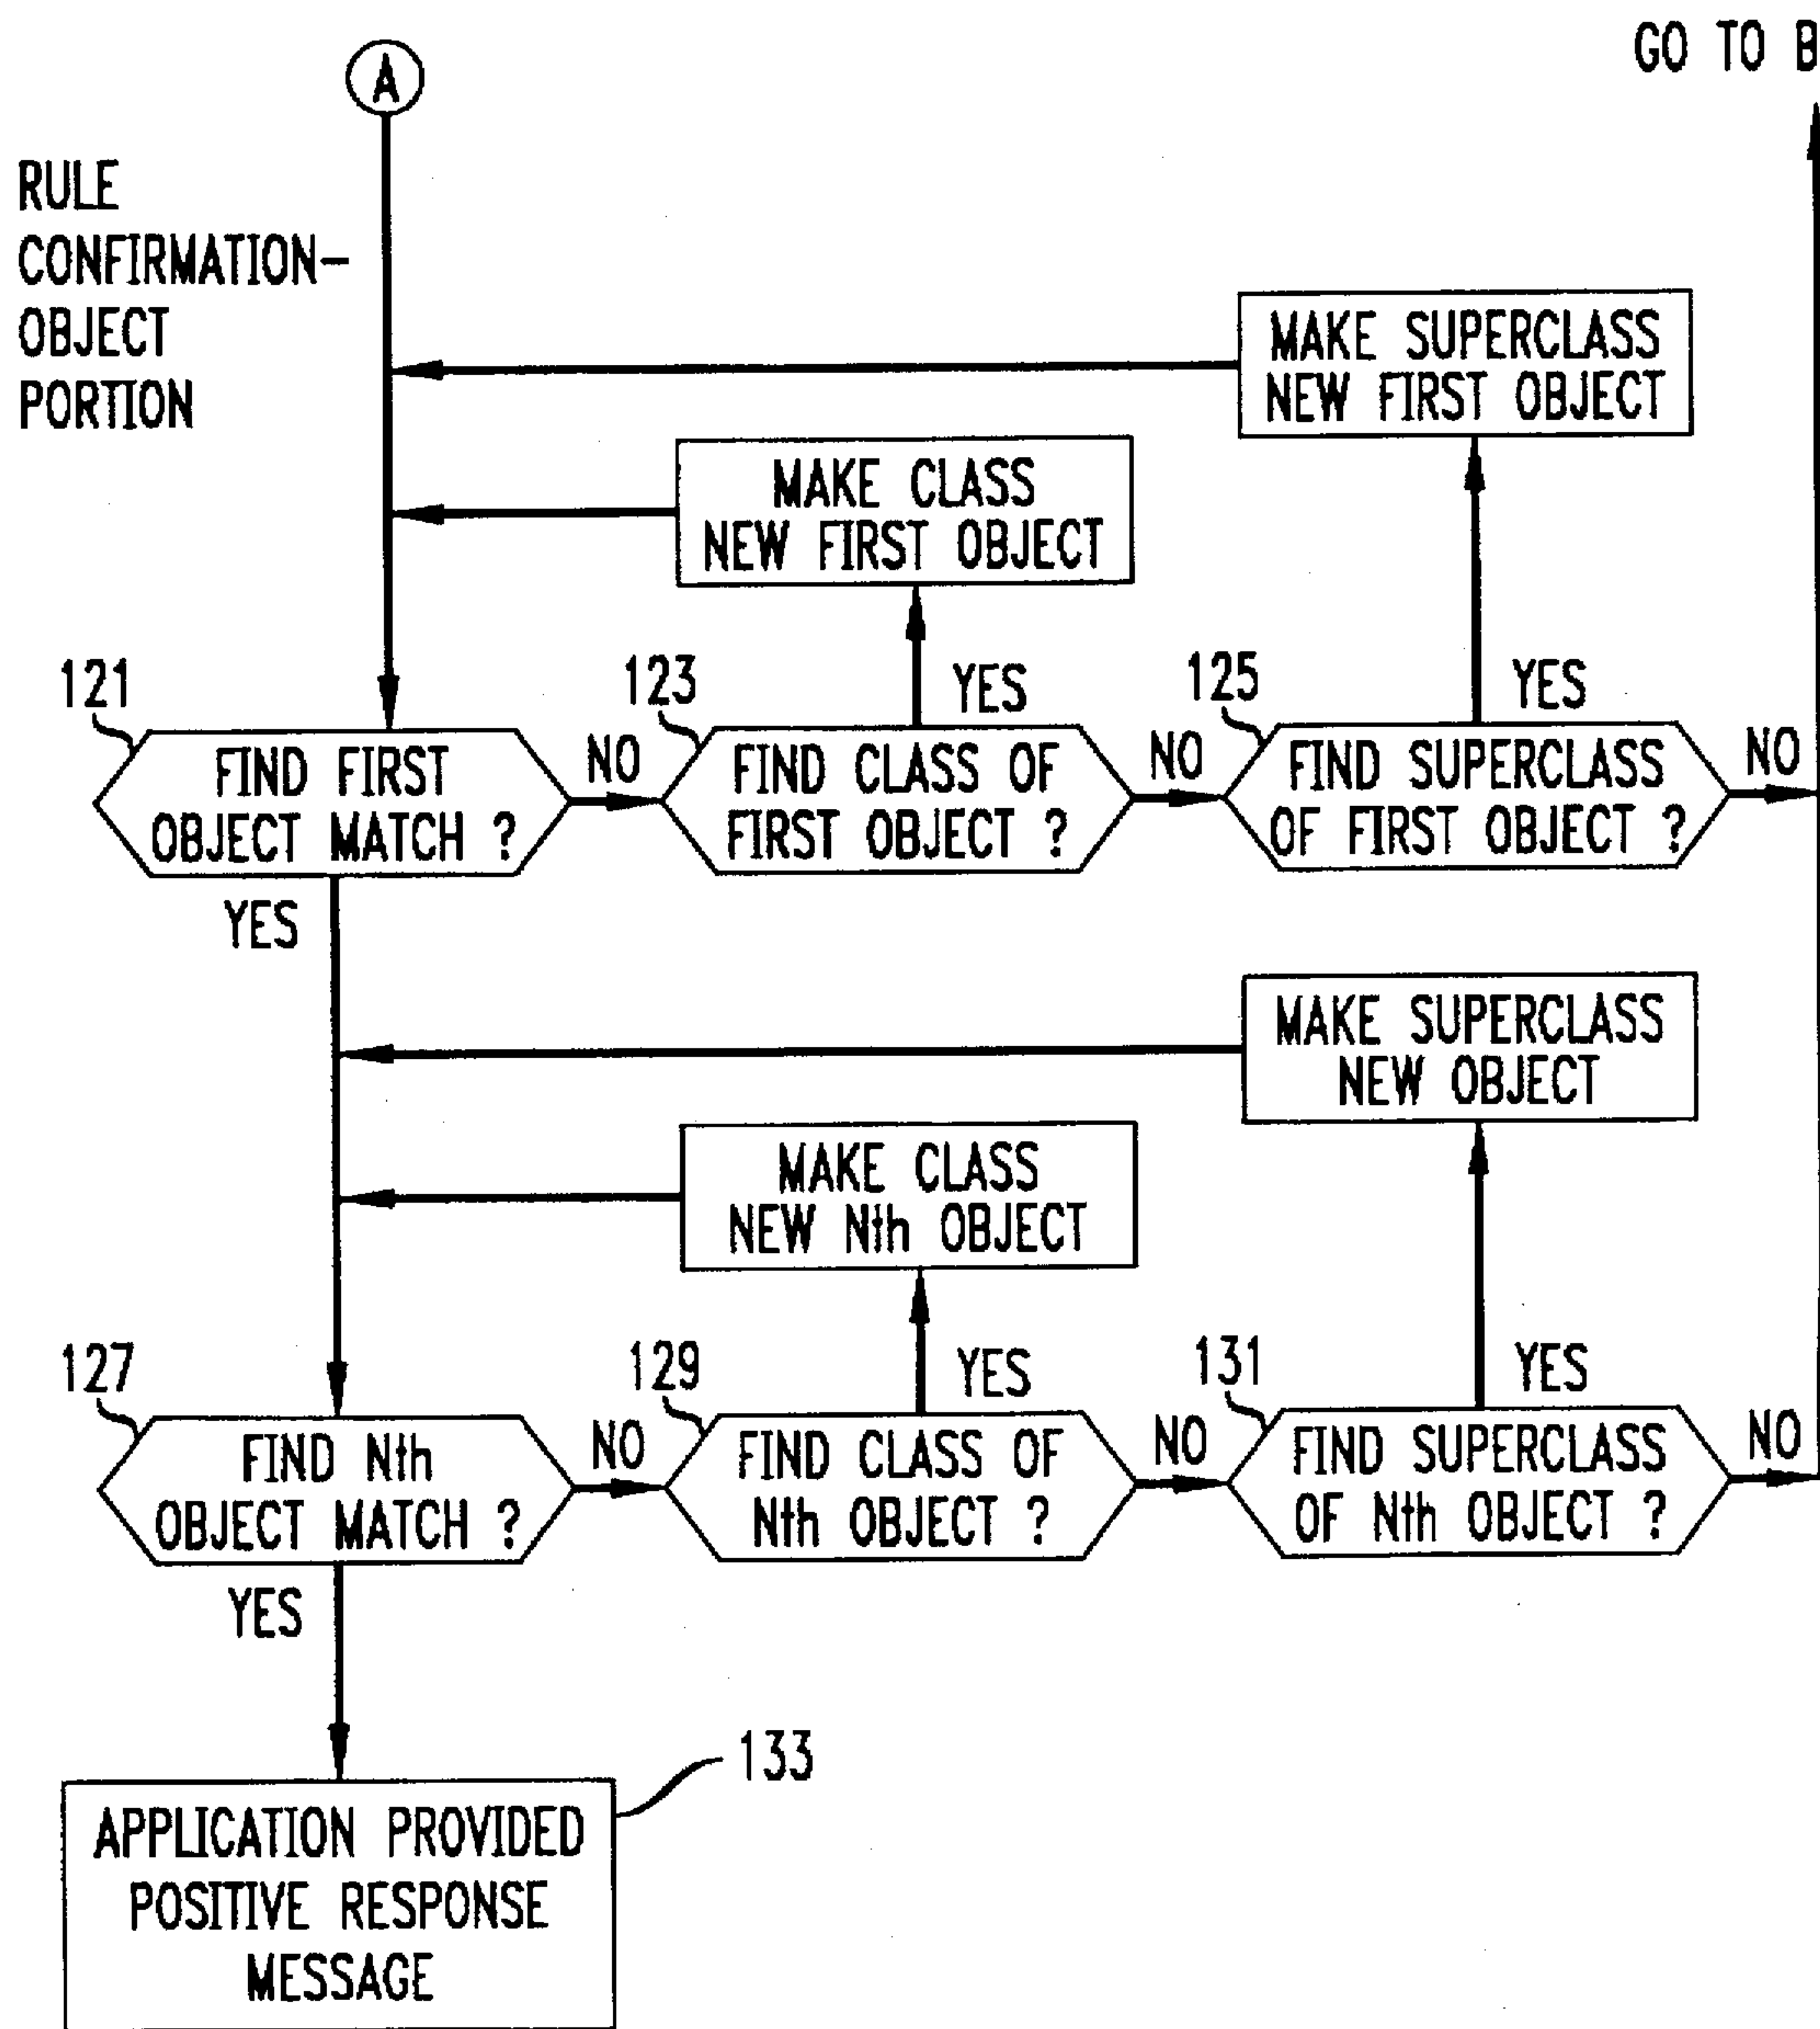 GO TO B
A
RULE
CONFIRMATION-
OBJECT
PORTION
MAKE SUPERCLASS
NEW FIRST OBJECT
MAKE CLASS
NEW FIRST OBJECT
121
123
YES
125
YES
FIND FIRST
OBJECT MATCH ?
NO
FIND CLASS OF
FIRST OBJECT ?
NO
FIND SUPERCLASS
OF FIRST OBJECT ?
NO
YES
MAKE SUPERCLASS
NEW OBJECT
MAKE CLASS
NEW Nth OBJECT
127
129
YES
131
YES
FIND Nth
OBJECT MATCH ?
NO
FIND CLASS OF
Nth OBJECT ?
NO
FIND SUPERCLASS
OF Nth OBJECT ?
NO
YES
133
APPLICATION PROVIDED
POSITIVE RESPONSE
MESSAGE